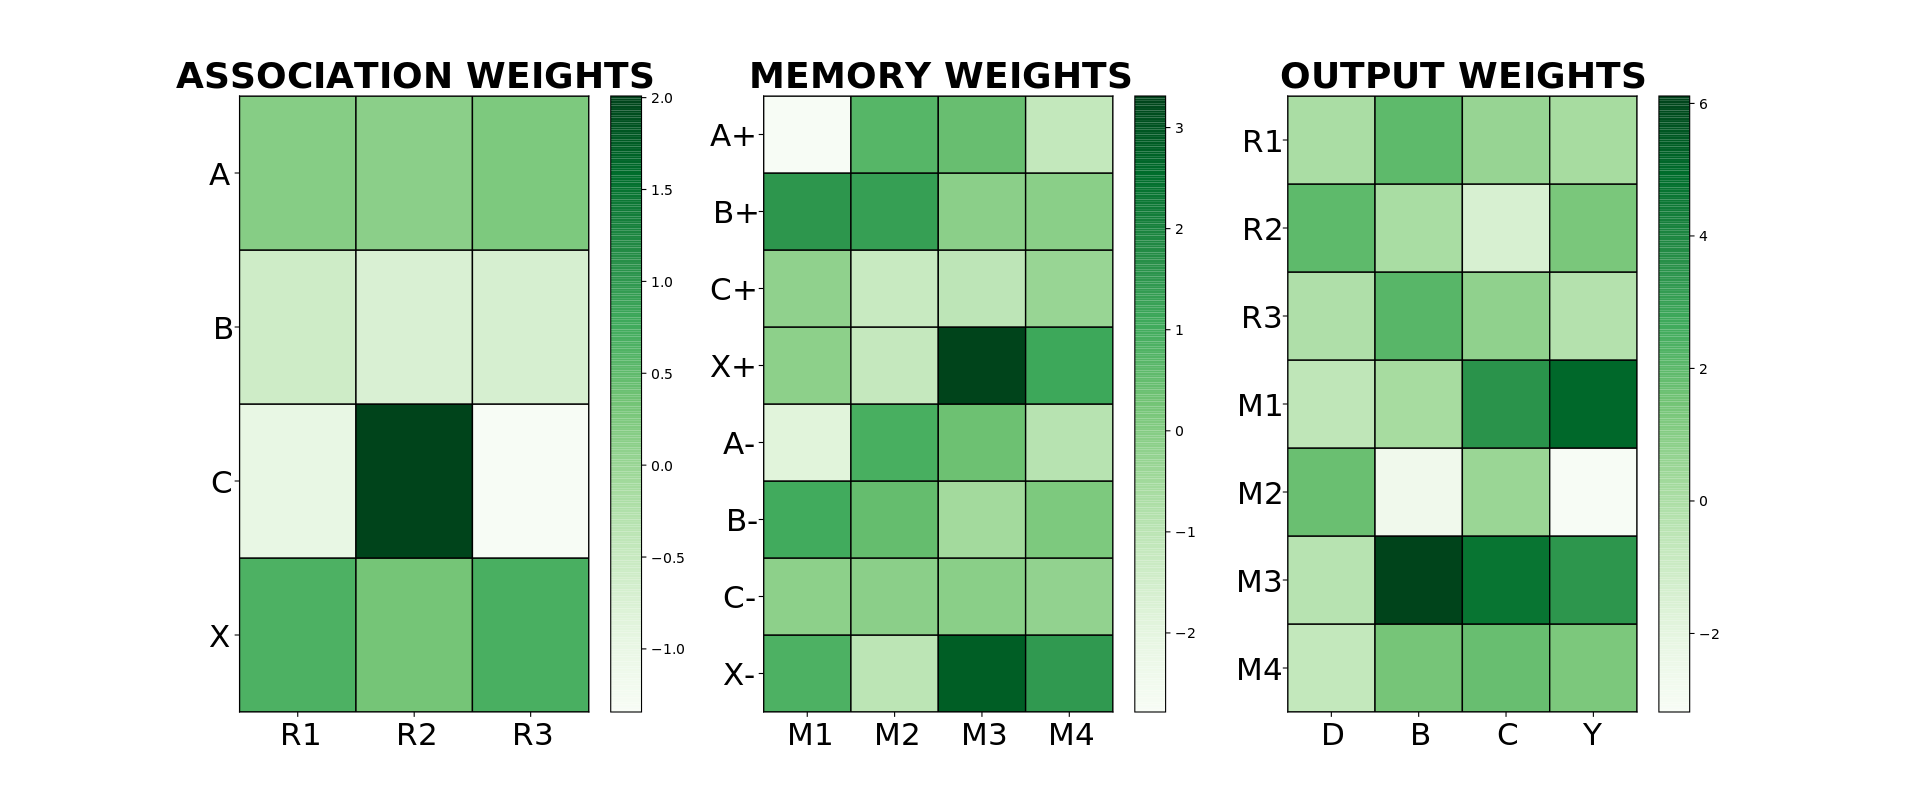 ASSOCIATION WEIGHTS
A
B
C
X
R1 R2 R3
2.0
1.5
1.0
0.5
0.0
−0.5
−1.0
MEMORY WEIGHTS
A+
B+
C+
X+
A-
B-
C-
X-
M1 M2 M3 M4
3
2
1
0
−1
−2
OUTPUT WEIGHTS
R1
R2
R3
M1
M2
M3
M4
D B C Y
6
4
2
0
−2